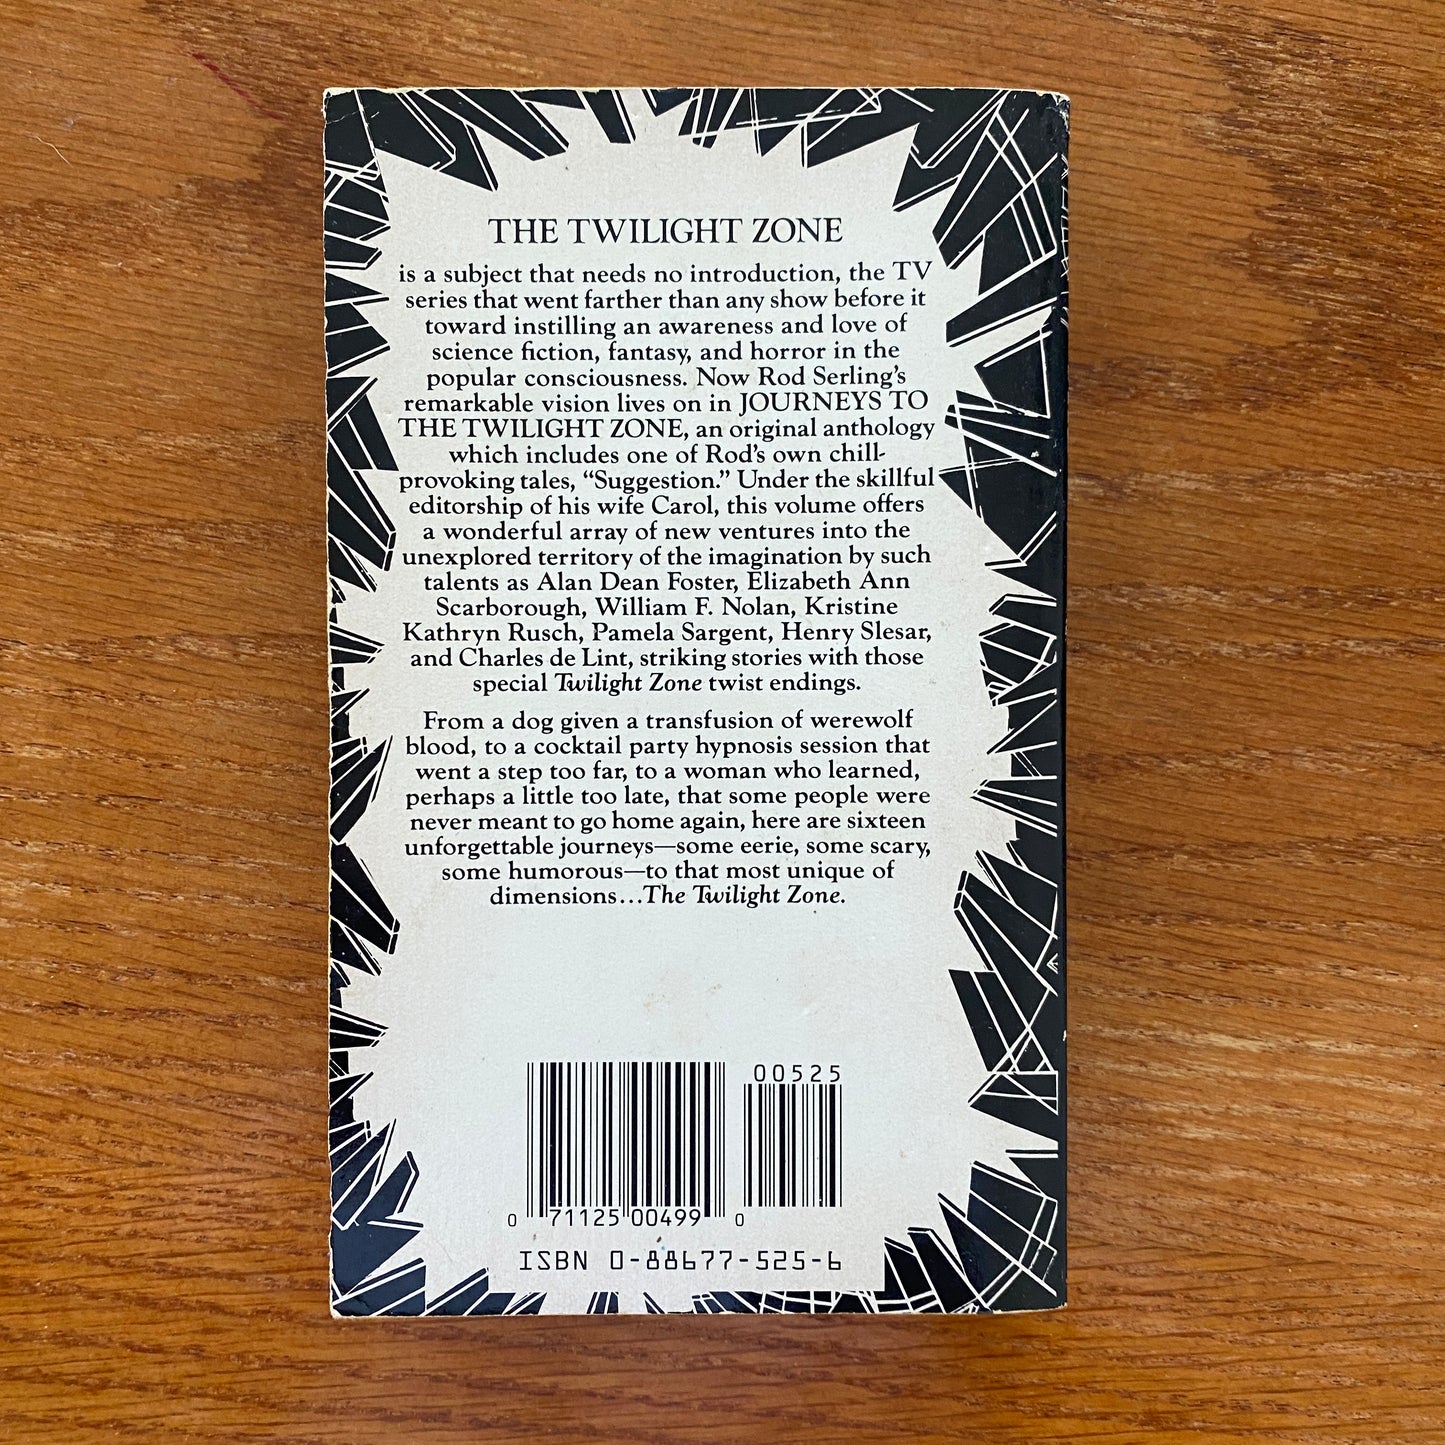 THE TWILIGHT ZONE
is a subject that needs no introduction, the TV
series that went farther than any show before it
toward instilling an awareness and love of
science fiction, fantasy, and horror in the
popular consciousness. Now Rod Serling's
remarkable vision lives on in JOURNEYS TO
THE TWILIGHT ZONE, an original anthology
which includes one of Rod's own chill-
provoking tales, “Suggestion.” Under the skillful
editorship of his wife Carol, this volume offers
a wonderful array of new ventures into the
unexplored territory of the imagination by such
talents as Alan Dean Foster, Elizabeth Ann
Scarborough, William F. Nolan, Kristine
Kathryn Rusch, Pamela Sargent, Henry Slesar,
and Charles de Lint, striking stories with those
special Twilight Zone twist endings.
From a dog given a transfusion of werewolf
blood, to a cocktail party hypnosis session that
went a step too far, to a woman who learned,
perhaps a little too late, that some people were
never meant to go home again, here are sixteen
unforgettable journeys—some eerie, some scary,
some humorous—to that most unique of
dimensions...The Twilight Zone.
00525
0 71125 00499 0
ISBN 0-88677-525-6